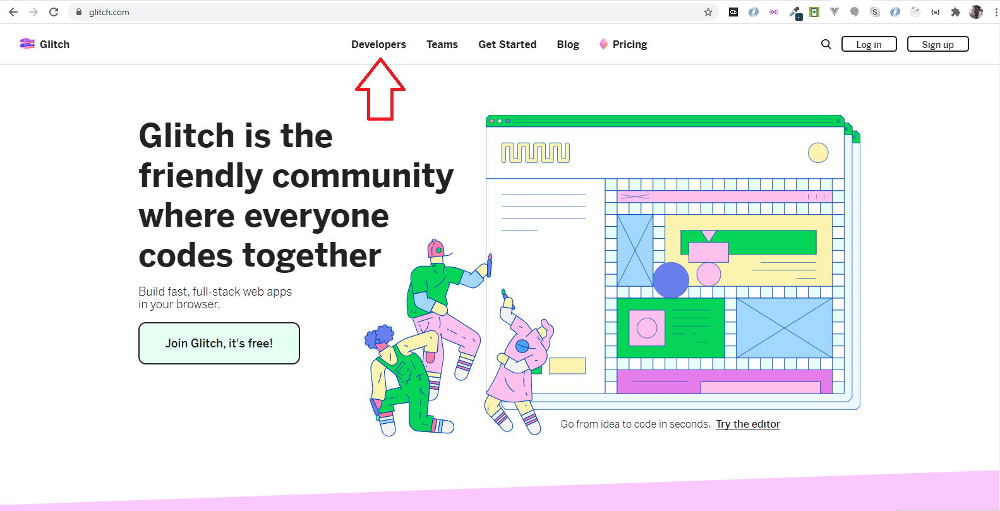 glitch.com
Glitch
Developers
Teams
Get Started
Blog
Pricing
Log in
Sign up
Glitch is the
friendly community
where everyone
codes together
Build fast, full-stack web apps
in your browser.
Join Glitch, it's free!
Go from idea to code in seconds. Try the editor